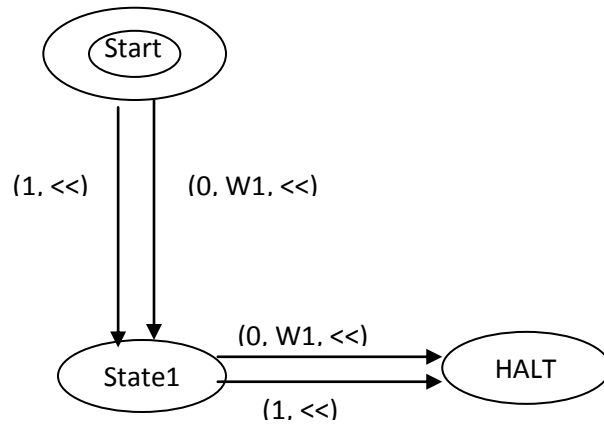 Start
(1, <<)
(0, W1, <<)
(0, W1, <<)
State1
HALT
(1, <<)